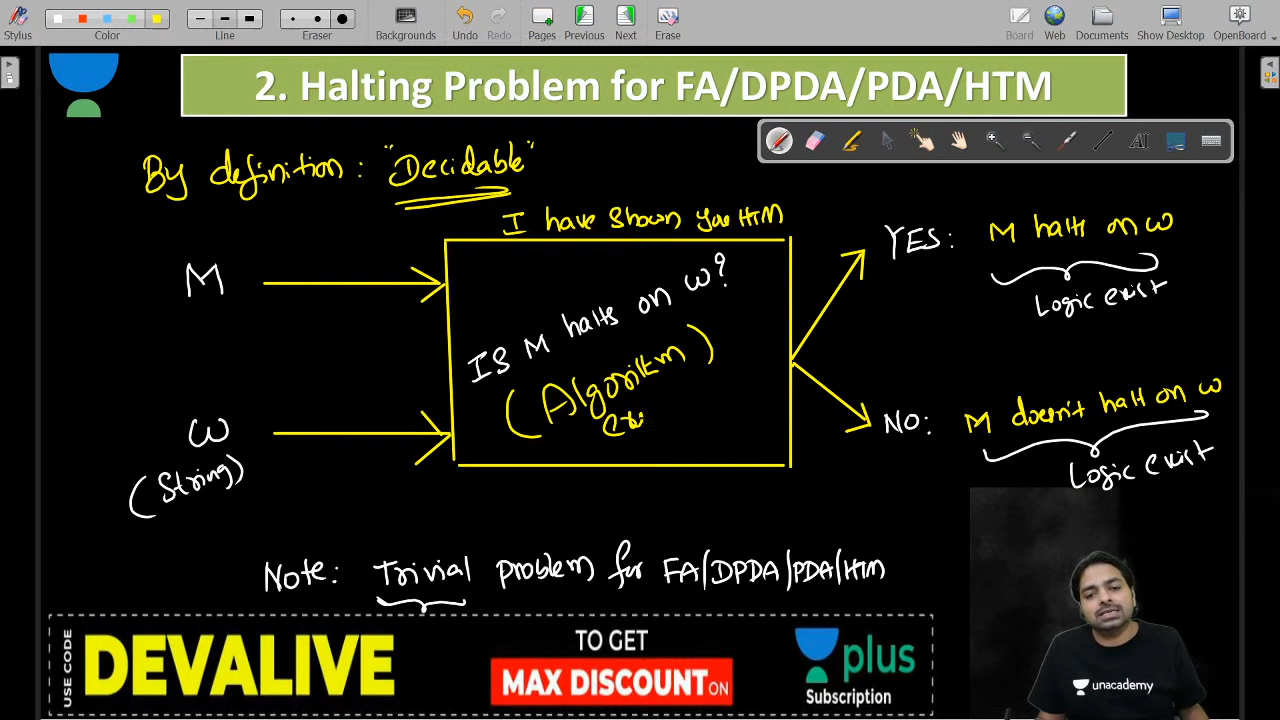 Stylus Color Line Eraser Backgrounds Undo Redo Pages Previous Next Erase Board Web Documents Show Desktop OpenBoard
2. Halting Problem for FA/DPDA/PDA/HTM
By definition: "Decidable"
I have shown you HTM
M
IS M halts on w?
(Algorithm)
w
(String)
YES: M halts on w
Logic exist
NO: M doesn't halt on w
Logic exist
Note: Trivial problem for FA/DPDA/PDA/HTM
USE CODE
DEVALIVE
TO GET
MAX DISCOUNT ON
plus
Subscription
unacademy